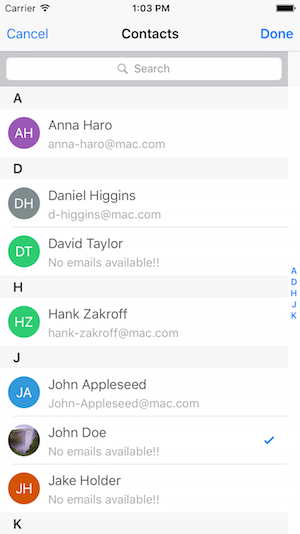 Carrier 1:03 PM
Cancel Contacts Done
Search
A
AH Anna Haro
anna-haro@mac.com
D
DH Daniel Higgins
d-higgins@mac.com
DT David Taylor
No emails available!!
H
HZ Hank Zakroff
hank-zakroff@mac.com
J
JA John Appleseed
John-Appleseed@mac.com
John Doe
No emails available!!
JH Jake Holder
No emails available!!
K
A
D
H
J
K